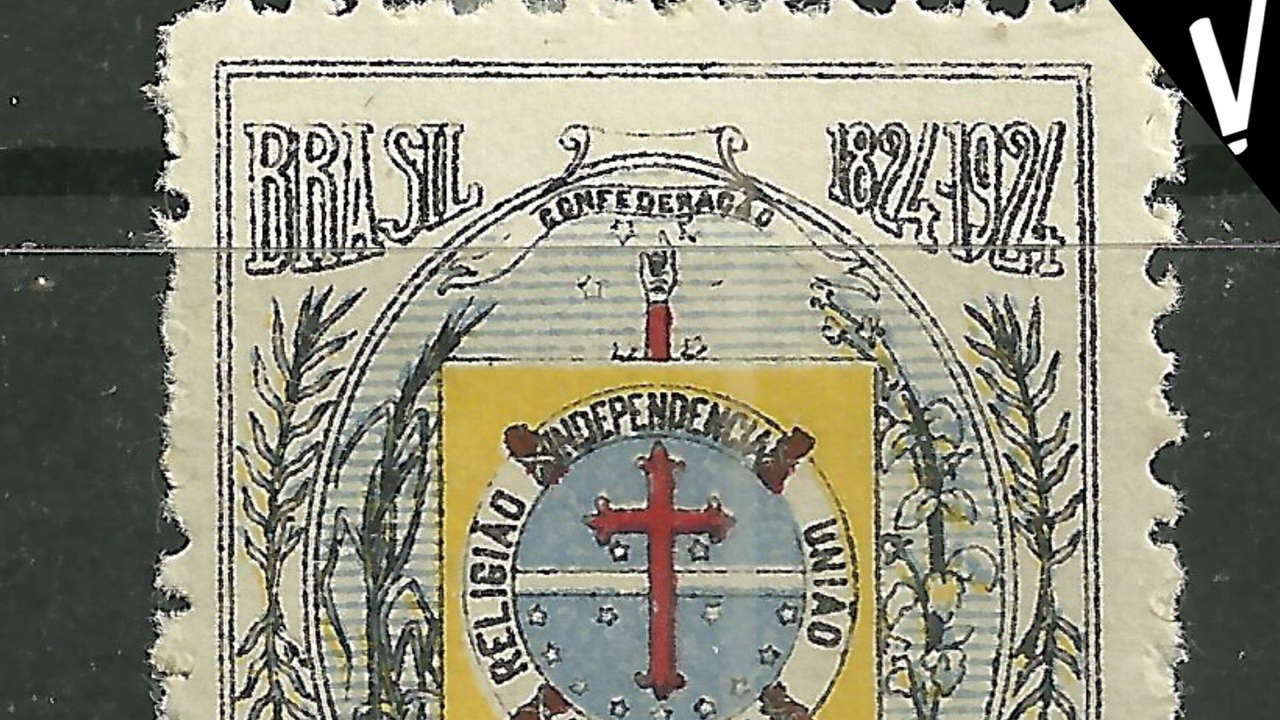 BRASIL
1824-1924
CONFEDERAÇÃO
INDEPENDENCIA
RELIGIÃO
UNIÃO
V